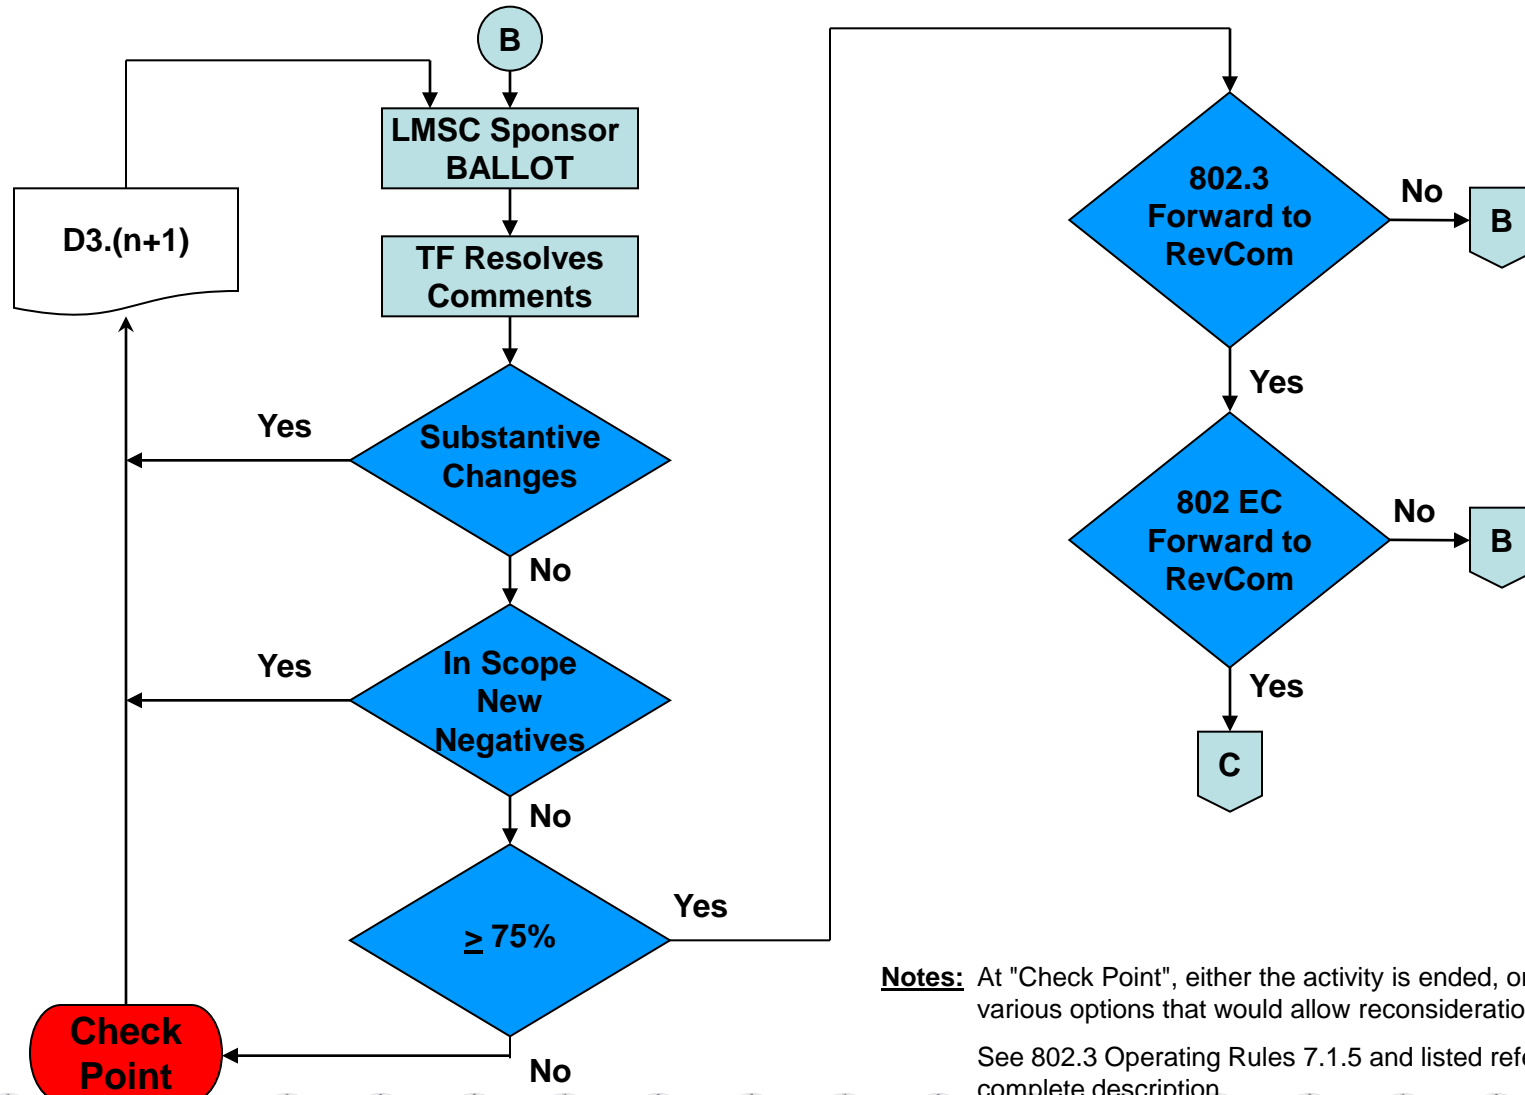 B
LMSC Sponsor
BALLOT
D3.(n+1)
TF Resolves
Comments
Yes
Substantive
Changes
No
Yes
In Scope
New
Negatives
No
≥ 75%
Yes
Check
Point
No
802.3
Forward to
RevCom
No
B
Yes
802 EC
Forward to
RevCom
No
B
Yes
C
Notes: At "Check Point", either the activity is ended, or
various options that would allow
See 802.3 Operating Rules 7.1.5 and listed
complete description